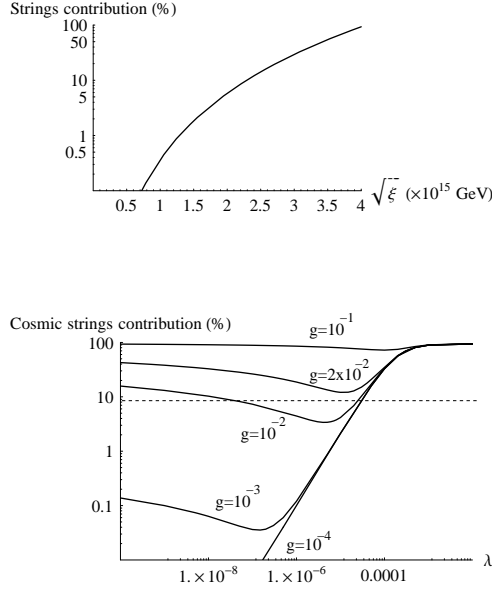 Strings contribution (%)
100
50
10
5
1
0.5
0.5 1 1.5 2 2.5 3 3.5 4
√ξ (×10^15 GeV)
Cosmic strings contribution (%)
100
10
1
0.1
g=10^-1
g=2x10^-2
g=10^-2
g=10^-3
g=10^-4
λ
1. × 10^-8 1. × 10^-6 0.0001